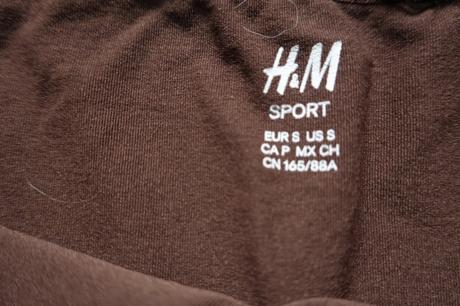 H&M
SPORT
EUR S US S
CA P MX CH
CN 165/88A